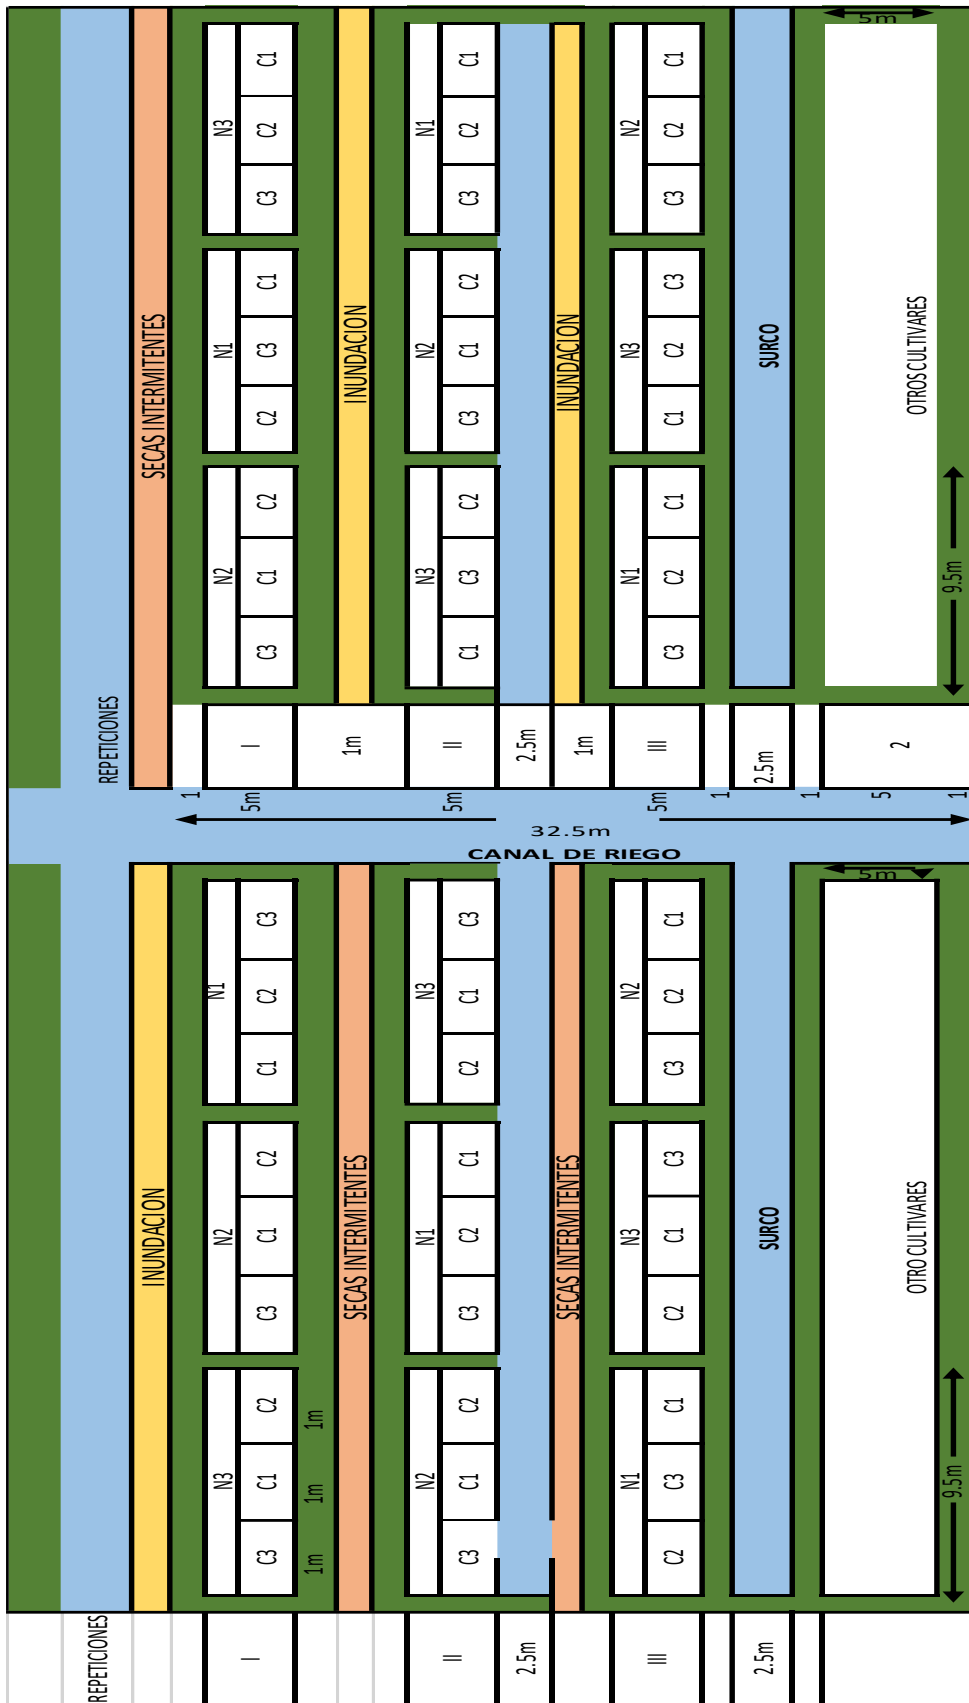 REPETICIONES
REPETICIONES
INUNDACION
SECAS INTERMITENTES
1
N3 N2 N1 N2 N1 N3
I C3 C1 C2 C3 C1 C2 C1 C2 C3 5m I C3 C1 C2 C2 C3 C1 C3 C2 C1
1m 1m 1m
SECAS INTERMITENTES
1m
INUNDACION
N2 N1 N3 N3 N2 N1
II C3 C1 C2 C3 C2 C1 C2 C1 C3 5m II C1 C3 C2 C3 C1 C2 C3 C2 C1
2.5m 2.5m
32.5m
CANAL DE RIEGO
SECAS INTERMITENTES
1m
INUNDACION
N1 N3 N2 N1 N3 N2
III C2 C3 C1 C2 C1 C3 C3 C2 C1 5m III C3 C2 C1 C1 C2 C3 C3 C2 C1
1
2.5m SURCO 2.5m SURCO
1
5m 5 2 5m
OTRO CULTIVARES
OTROS CULTIVARES
9.5m 1 9.5m